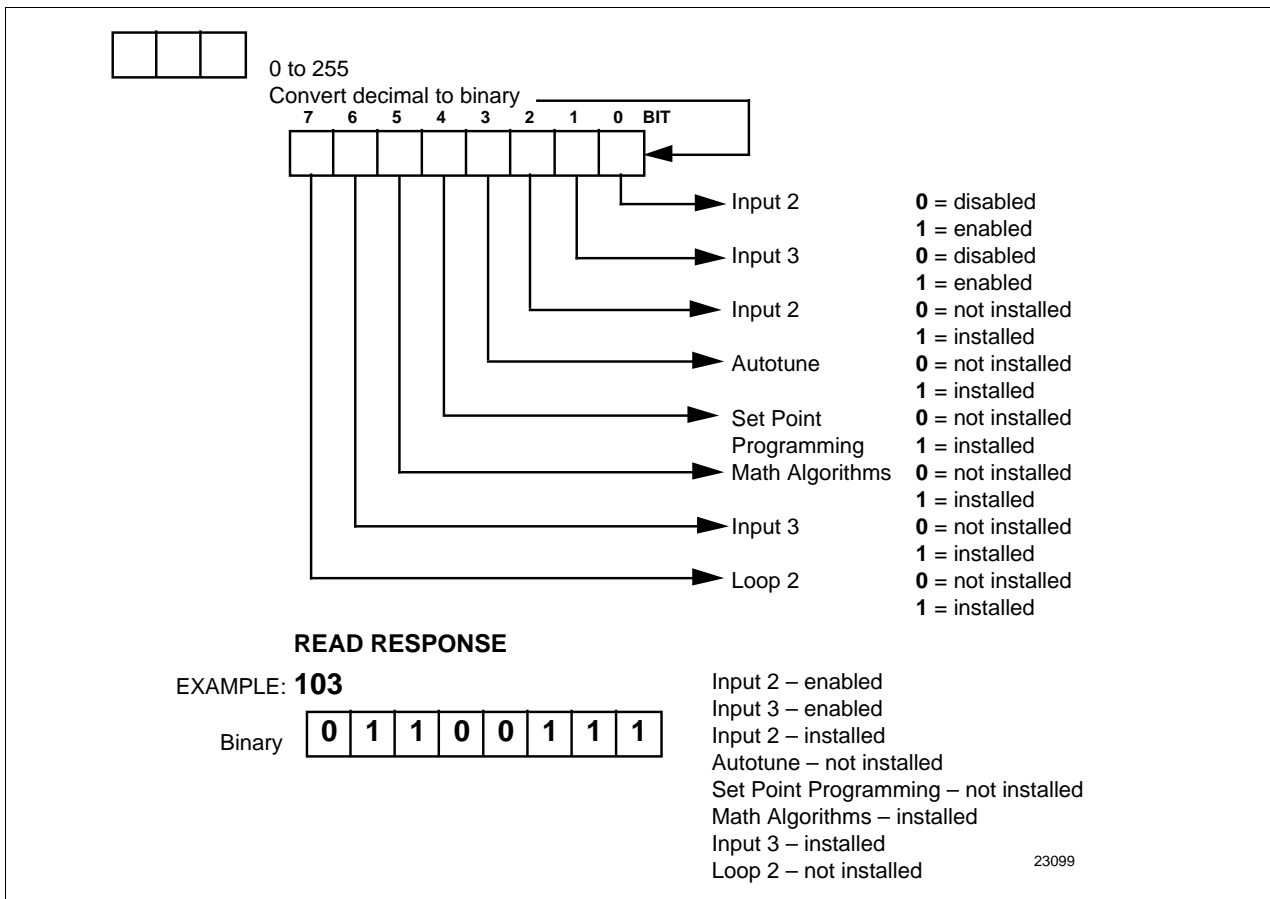 0 to 255
Convert decimal to binary
7 6 5 4 3 2 1 0 BIT
Input 2 0 = disabled
1 = enabled
Input 3 0 = disabled
1 = enabled
Input 2 0 = not installed
1 = installed
Autotune 0 = not installed
1 = installed
Set Point 0 = not installed
Programming 1 = installed
Math Algorithms 0 = not installed
1 = installed
Input 3 0 = not installed
1 = installed
Loop 2 0 = not installed
1 = installed
READ RESPONSE
EXAMPLE: 103
Binary 0 1 1 0 0 1 1 1
Input 2 – enabled
Input 3 – enabled
Input 2 – installed
Autotune – not installed
Set Point Programming – not installed
Math Algorithms – installed
Input 3 – installed
Loop 2 – not installed
23099